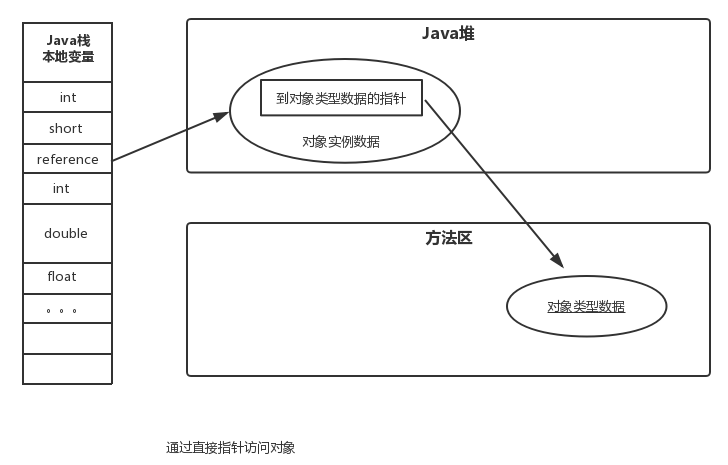 Java栈
本地变量
int
short
reference
int
double
float
。。。
Java堆
到对象类型数据的指针
对象实例数据
方法区
对象类型数据
通过直接指针访问对象